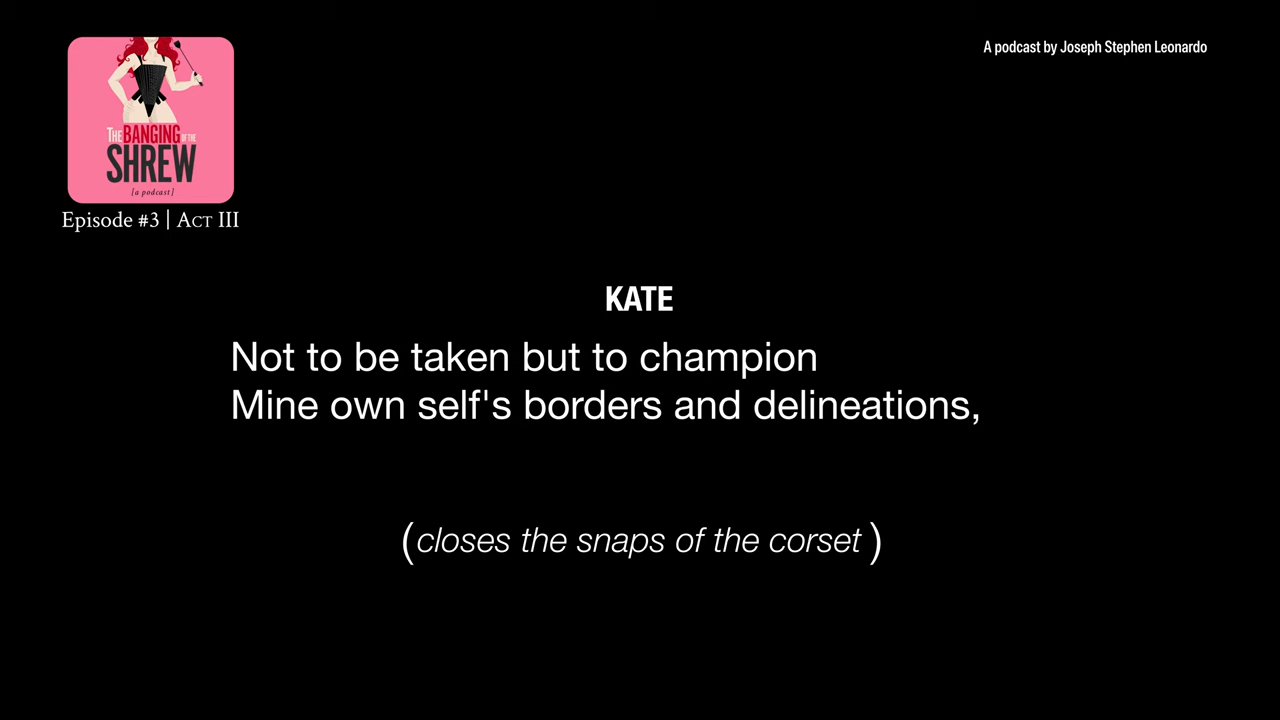 A podcast by Joseph Stephen Leonardo
THE BANGING OF THE
SHREW
[a podcast]
Episode #3 | ACT III
KATE
Not to be taken but to champion
Mine own self's borders and delineations,
(closes the snaps of the corset )